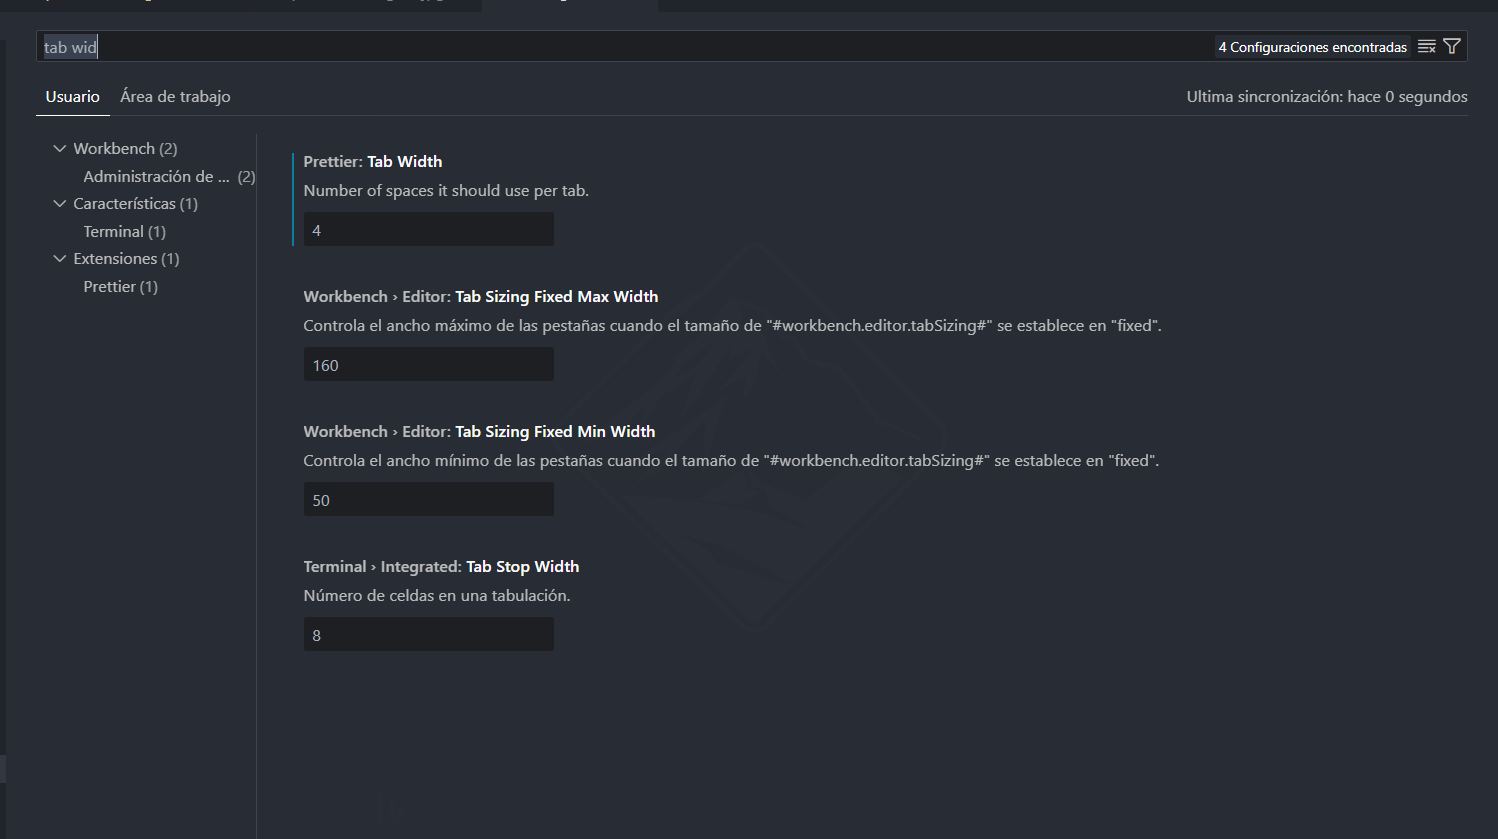 tab wid
4 Configuraciones encontradas
Usuario
Área de trabajo
Ultima sincronización: hace 0 segundos
Workbench (2)
Administración de ... (2)
Características (1)
Terminal (1)
Extensiones (1)
Prettier (1)
Prettier: Tab Width
Number of spaces it should use per tab.
4
Workbench › Editor: Tab Sizing Fixed Max Width
Controla el ancho máximo de las pestañas cuando el tamaño de "#workbench.editor.tabSizing#" se establece en "fixed".
160
Workbench › Editor: Tab Sizing Fixed Min Width
Controla el ancho mínimo de las pestañas cuando el tamaño de "#workbench.editor.tabSizing#" se establece en "fixed".
50
Terminal › Integrated: Tab Stop Width
Número de celdas en una tabulación.
8